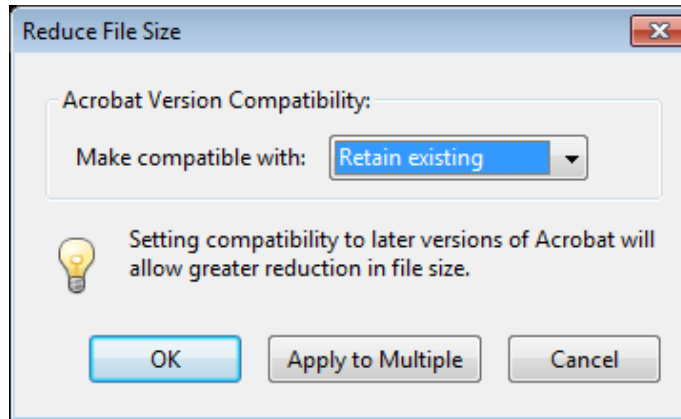 Reduce File Size
Acrobat Version Compatibility:
Make compatible with: Retain existing
Setting compatibility to later versions of Acrobat will
allow greater reduction in file size.
OK Apply to Multiple Cancel